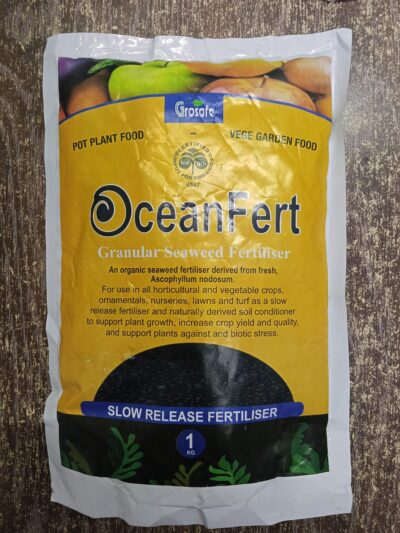 Grosafe
POT PLANT FOOD
VEGE GARDEN FOOD
CERTIFIED
4847
OceanFert
Granular Seaweed Fertiliser
An organic seaweed fertiliser derived from fresh,
Ascophyllum nodosum.
For use in all horticultural and vegetable crops,
ornamentals, nurseries, lawns and turf as a slow
release fertiliser and naturally derived soil conditioner
to support plant growth, increase crop yield and quality,
and support plants against and biotic stress.
SLOW RELEASE FERTILISER
1
KG